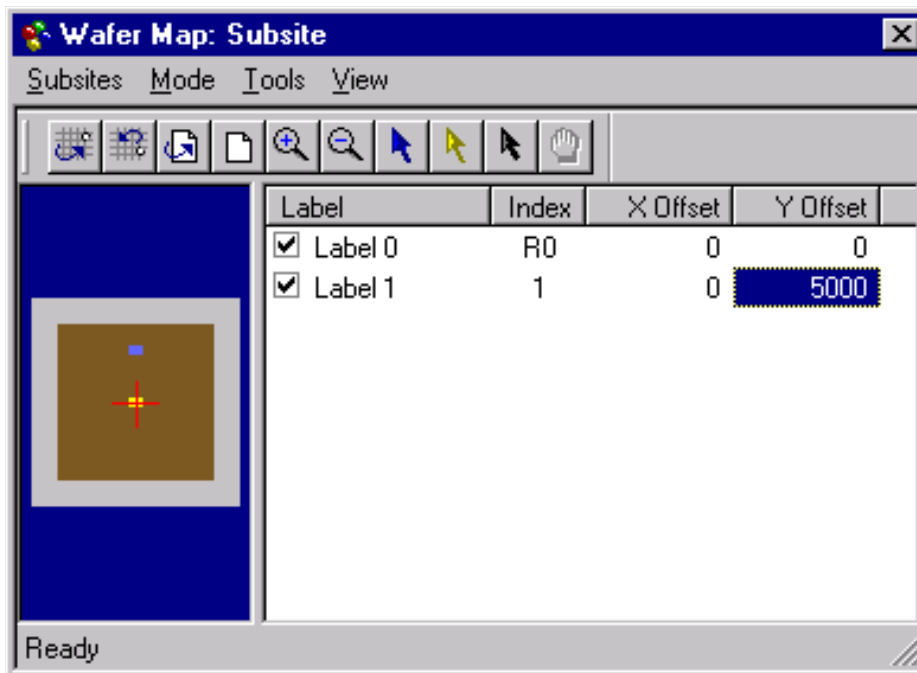 Wafer Map: Subsite
Subsites Mode Tools View
Label Index X Offset Y Offset
Label 0 R0 0 0
Label 1 1 0 5000
Ready